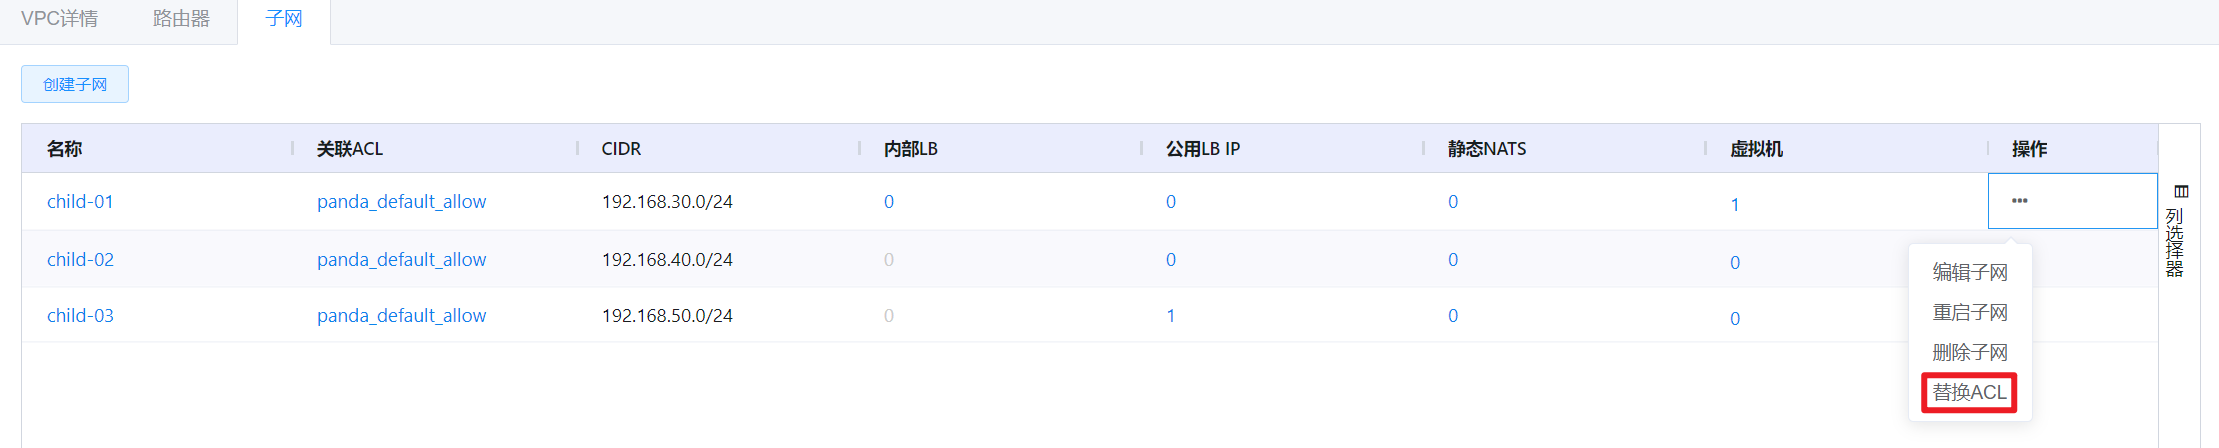 VPC详情 路由器 子网
创建子网
名称 关联ACL CIDR 内部LB 公用LB IP 静态NATS 虚拟机 操作
child-01 panda_default_allow 192.168.30.0/24 0 0 0 1 •••
child-02 panda_default_allow 192.168.40.0/24 0 0 0 0
child-03 panda_default_allow 192.168.50.0/24 0 1 0 0
编辑子网
重启子网
删除子网
替换ACL
列选择器